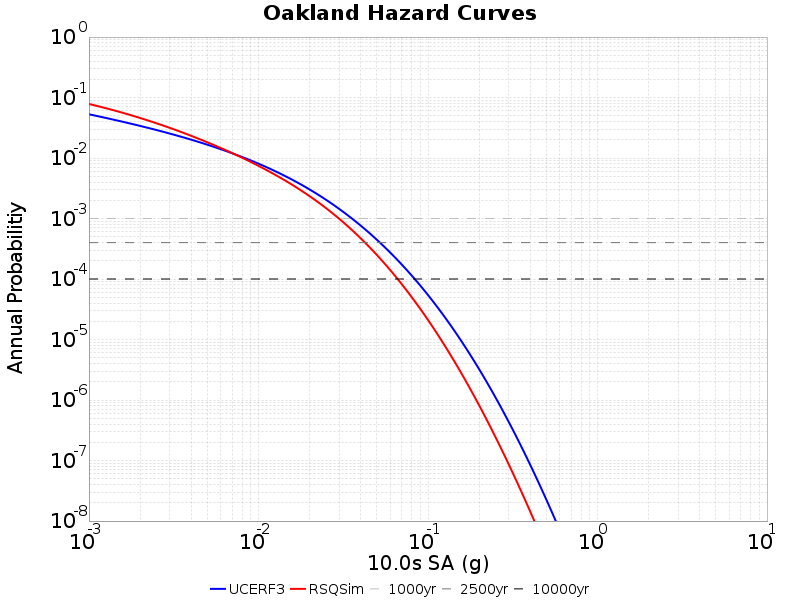 Oakland Hazard Curves
Annual Probabilitiy
10^0
10^-1
10^-2
10^-3
10^-4
10^-5
10^-6
10^-7
10^-8
10^-3 10^-2 10^-1 10^0 10^1
10.0s SA (g)
UCERF3 RSQSim 1000yr 2500yr 10000yr